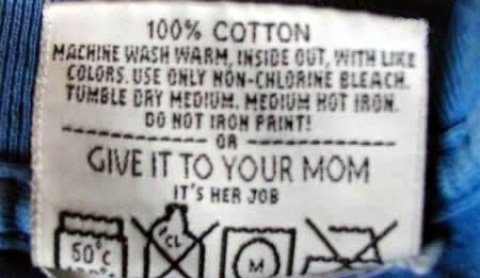 100% COTTON
MACHINE WASH WARM, INSIDE OUT, WITH LIKE
COLORS. USE ONLY NON-CHLORINE BLEACH.
TUMBLE DRY MEDIUM. MEDIUM HOT IRON.
DO NOT IRON PRINT!
OR
GIVE IT TO YOUR MOM
IT'S HER JOB
60°C CL M